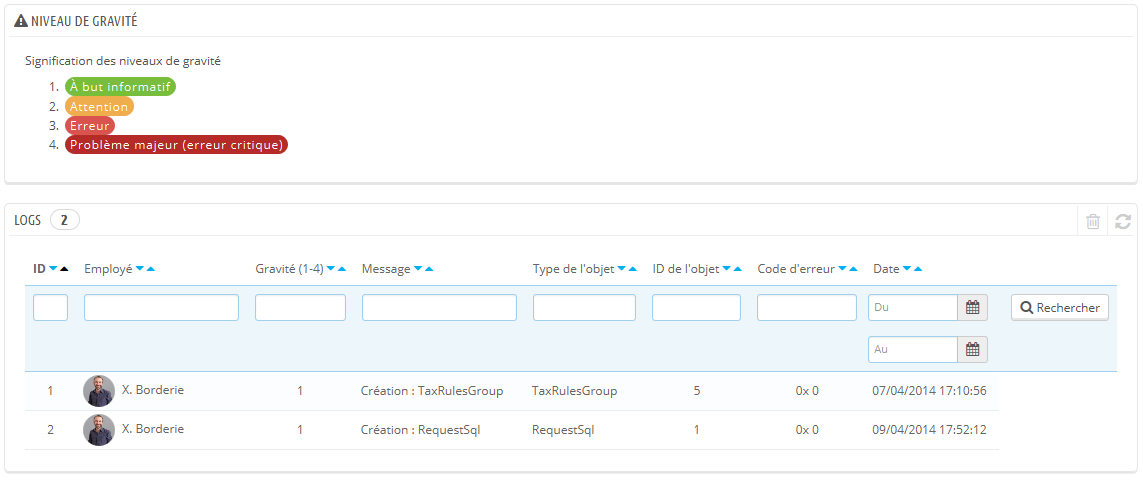 NIVEAU DE GRAVITÉ
Signification des niveaux de gravité
1. À but informatif
2. Attention
3. Erreur
4. Problème majeur (erreur critique)
LOGS 2
ID Employé Gravité (1-4) Message Type de l'objet ID de l'objet Code d'erreur Date
Du Rechercher
Au
1 X. Borderie 1 Création : TaxRulesGroup TaxRulesGroup 5 0x 0 07/04/2014 17:10:56
2 X. Borderie 1 Création : RequestSql RequestSql 1 0x 0 09/04/2014 17:52:12